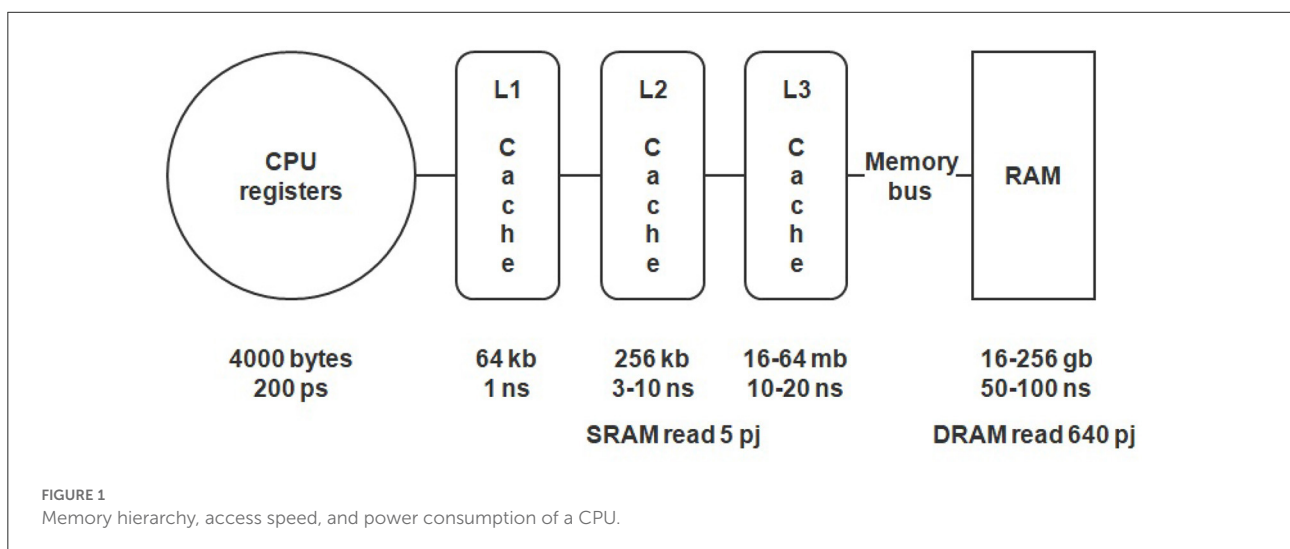 CPU
registers
L1
C
a
c
h
e
L2
C
a
c
h
e
L3
C
a
c
h
e
Memory
bus
RAM
4000 bytes
200 ps
64 kb
1 ns
256 kb
3-10 ns
16-64 mb
10-20 ns
16-256 gb
50-100 ns
SRAM read 5 pj
DRAM read 640 pj
FIGURE 1
Memory hierarchy, access speed, and power consumption of a CPU.